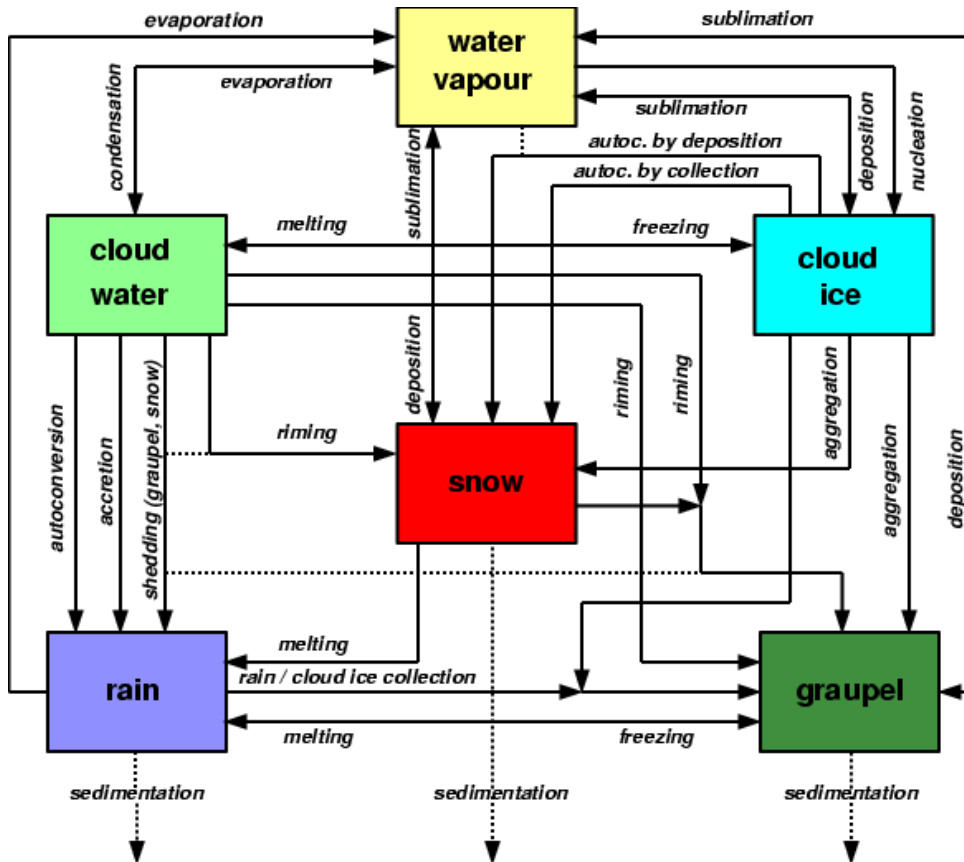 evaporation
sublimation
water
vapour
evaporation
sublimation
condensation
sublimation
deposition
nucleation
autoc. by deposition
autoc. by collection
cloud
water
melting
freezing
cloud
ice
deposition
riming
riming
aggregation
aggregation
deposition
autoconversion
accretion
shedding (graupel, snow)
riming
snow
melting
rain / cloud ice collection
rain
graupel
melting
freezing
sedimentation
sedimentation
sedimentation